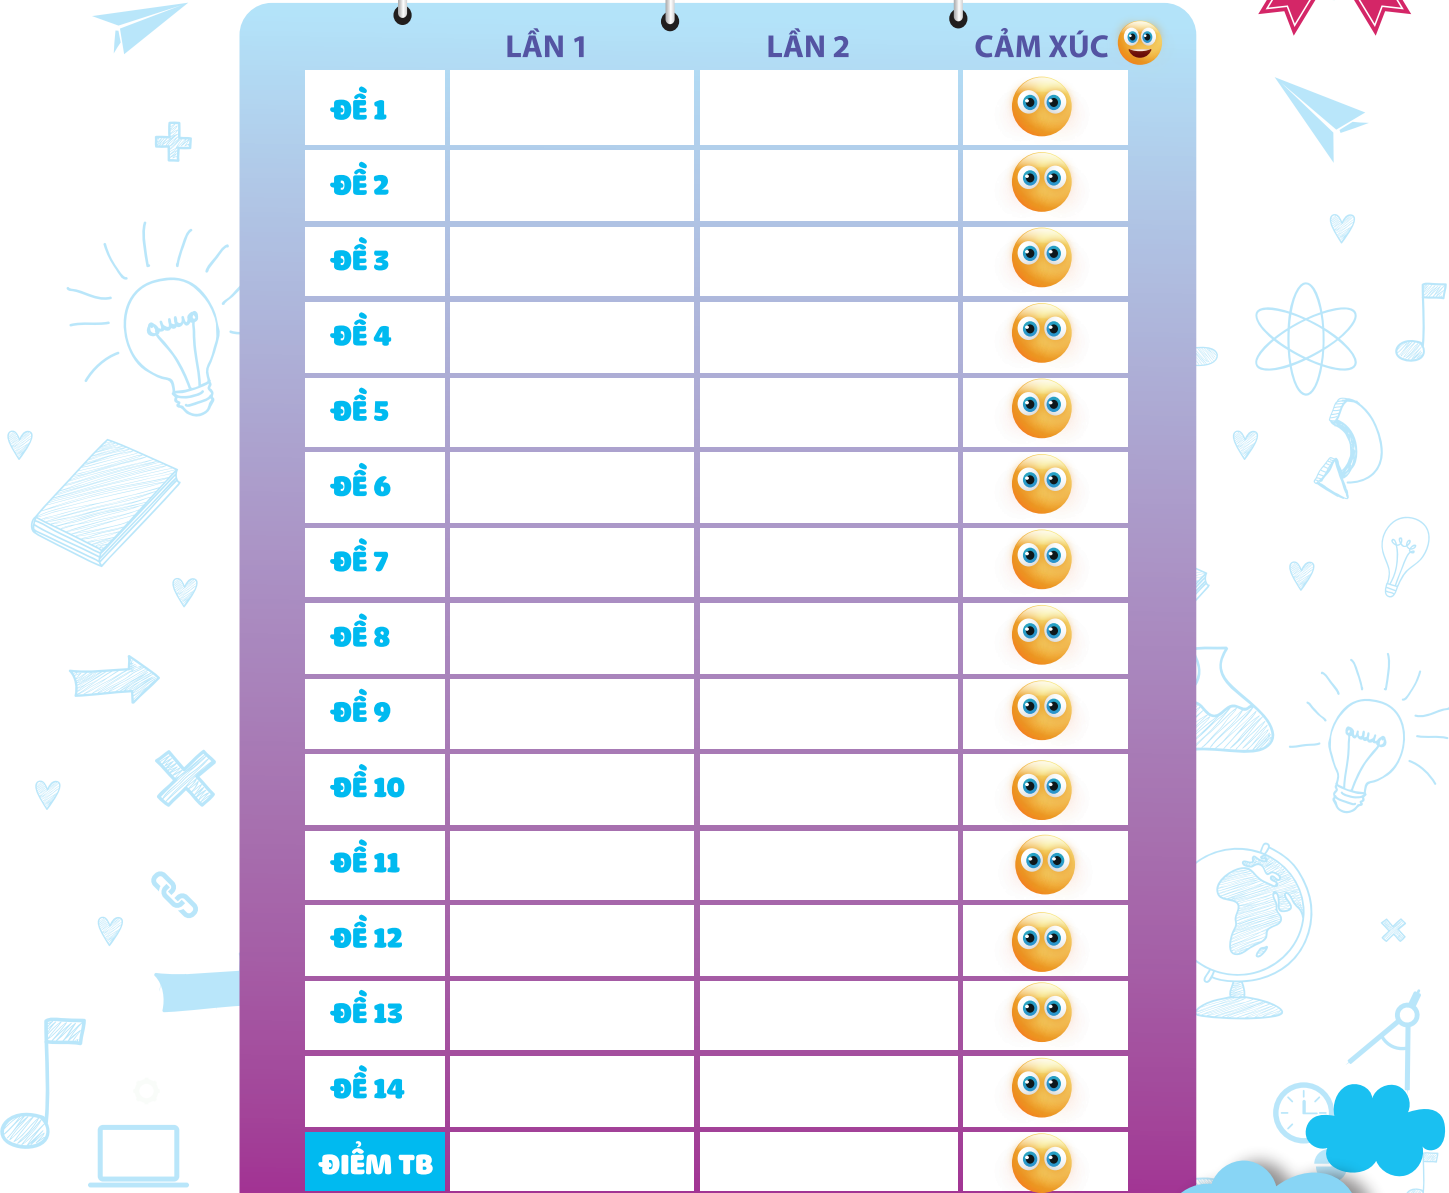 LẦN 1 LẦN 2 CẢM XÚC
ĐỀ 1
ĐỀ 2
ĐỀ 3
ĐỀ 4
ĐỀ 5
ĐỀ 6
ĐỀ 7
ĐỀ 8
ĐỀ 9
ĐỀ 10
ĐỀ 11
ĐỀ 12
ĐỀ 13
ĐỀ 14
ĐIỂM TB